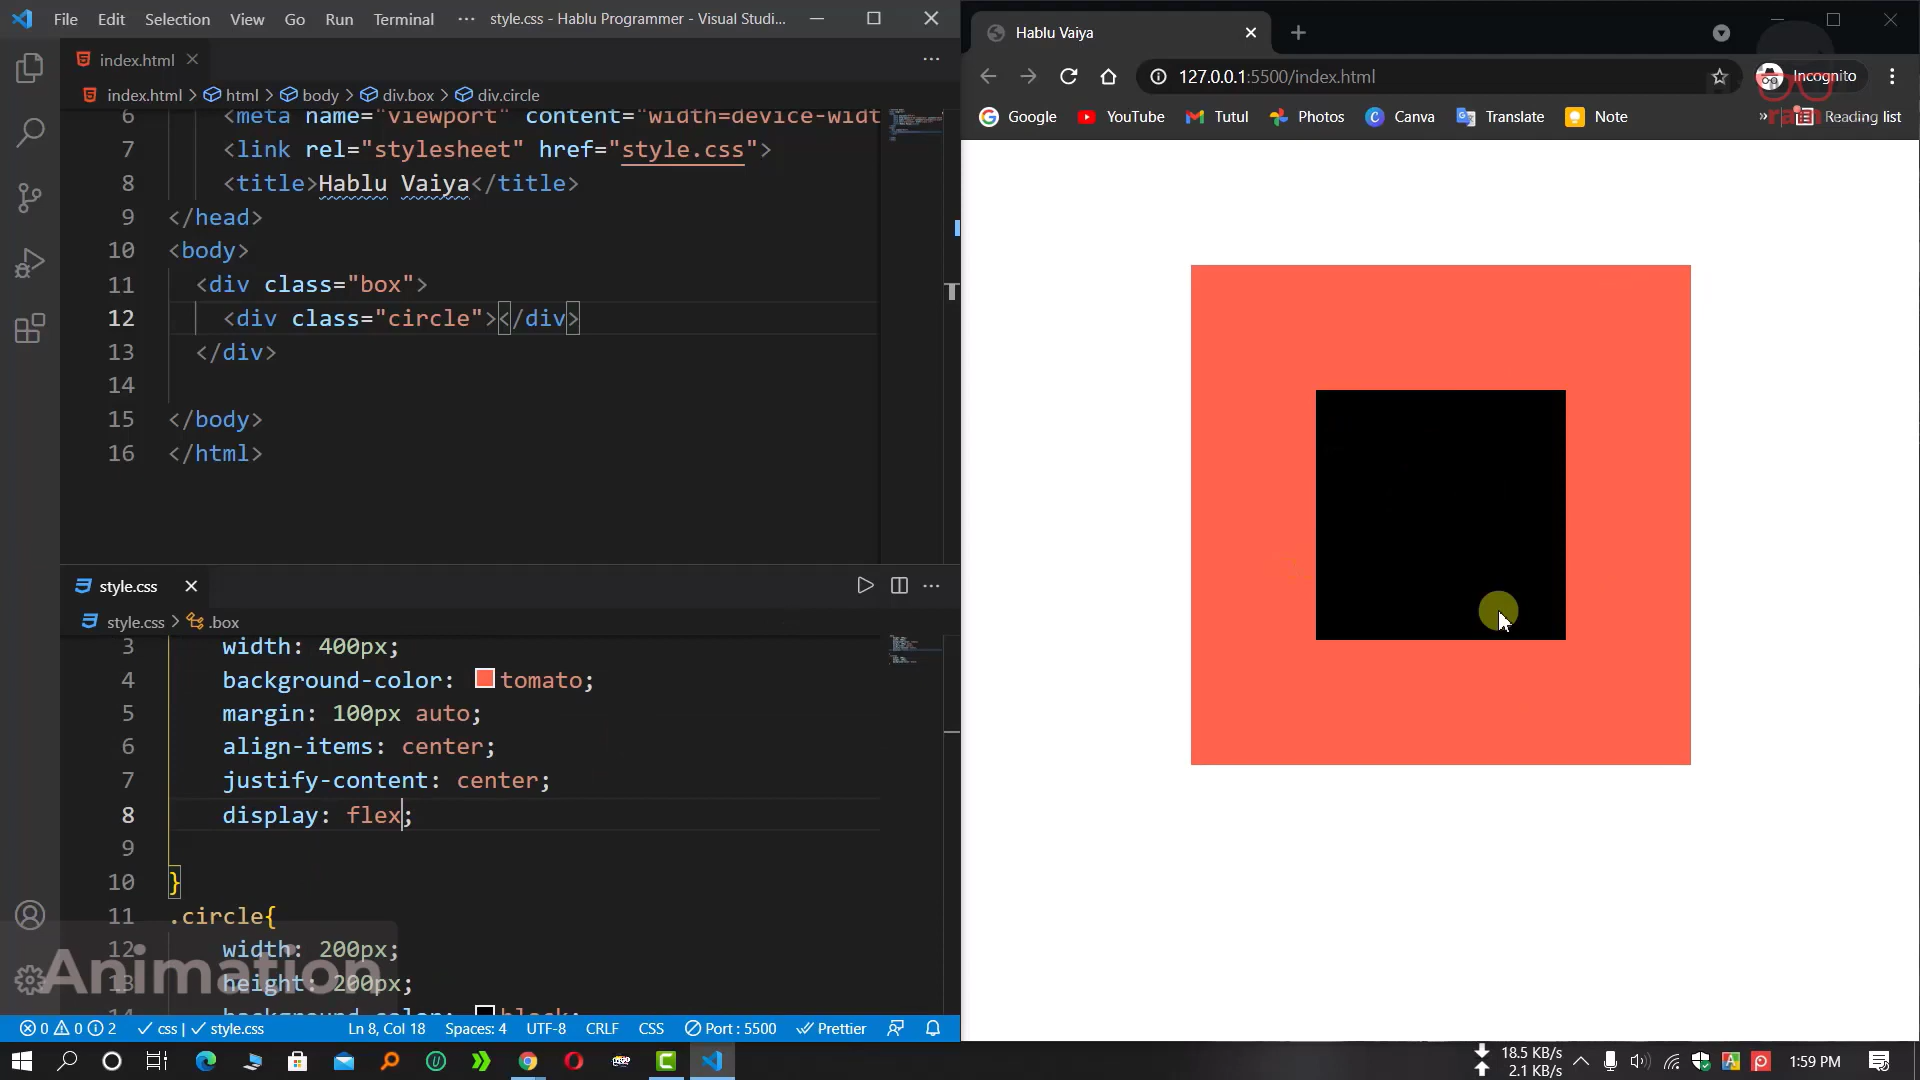 File Edit Selection View Go Run Terminal ··· style.css - Hablu Programmer - Visual Studi...
index.html
index.html > html > body > div.box > div.circle
6 <meta name="viewport" content="width=device-widt
7 <link rel="stylesheet" href="style.css">
8 <title>Hablu Vaiya</title>
9 </head>
10 <body>
11 <div class="box">
12 <div class="circle"></div>
13 </div>
14
15 </body>
16 </html>
style.css
style.css > .box
3 width: 400px;
4 background-color: tomato;
5 margin: 100px auto;
6 align-items: center;
7 justify-content: center;
8 display: flex;
9
10 }
11 .circle{
12 width: 200px;
13 height: 200px;
14 background-color: black;
Animation
0 0 2 css | style.css Ln 8, Col 18 Spaces: 4 UTF-8 CRLF CSS Port : 5500 Prettier
Hablu Vaiya
127.0.0.1:5500/index.html
Incognito
Google YouTube Tutul Photos Canva Translate Note » Reading list
18.5 KB/s
2.1 KB/s
1:59 PM